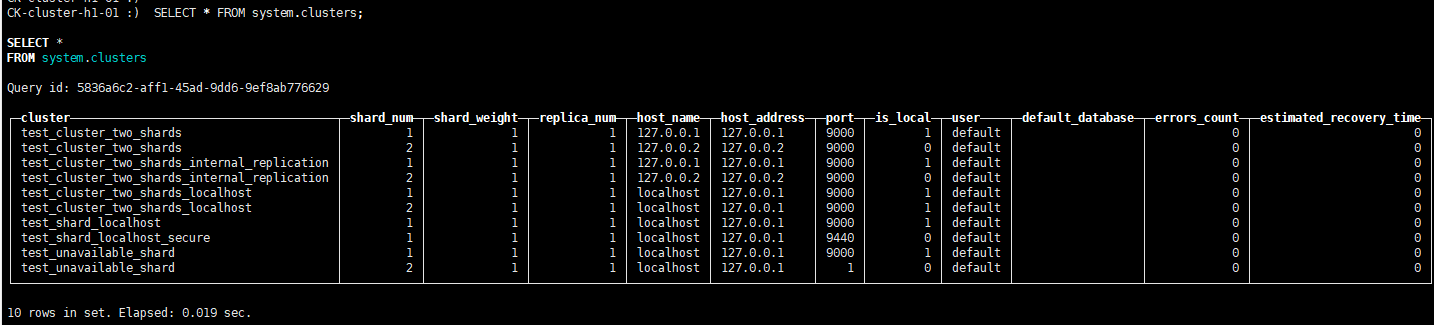 CK-cluster-h1-01 :)
CK-cluster-h1-01 :) SELECT * FROM system.clusters;
SELECT *
FROM system.clusters
Query id: 5836a6c2-aff1-45ad-9dd6-9ef8ab776629
cluster shard_num shard_weight replica_num host_name host_address port is_local user default_database errors_count estimated_recovery_time
test_cluster_two_shards 1 1 1 127.0.0.1 127.0.0.1 9000 1 default 0 0
test_cluster_two_shards 2 1 1 127.0.0.2 127.0.0.2 9000 0 default 0 0
test_cluster_two_shards_internal_replication 1 1 1 127.0.0.1 127.0.0.1 9000 1 default 0 0
test_cluster_two_shards_internal_replication 2 1 1 127.0.0.2 127.0.0.2 9000 0 default 0 0
test_cluster_two_shards_localhost 1 1 1 localhost 127.0.0.1 9000 1 default 0 0
test_cluster_two_shards_localhost 2 1 1 localhost 127.0.0.1 9000 1 default 0 0
test_shard_localhost 1 1 1 localhost 127.0.0.1 9000 1 default 0 0
test_shard_localhost_secure 1 1 1 localhost 127.0.0.1 9440 0 default 0 0
test_unavailable_shard 1 1 1 localhost 127.0.0.1 9000 1 default 0 0
test_unavailable_shard 2 1 1 localhost 127.0.0.1 1 0 default 0 0
10 rows in set. Elapsed: 0.019 sec.